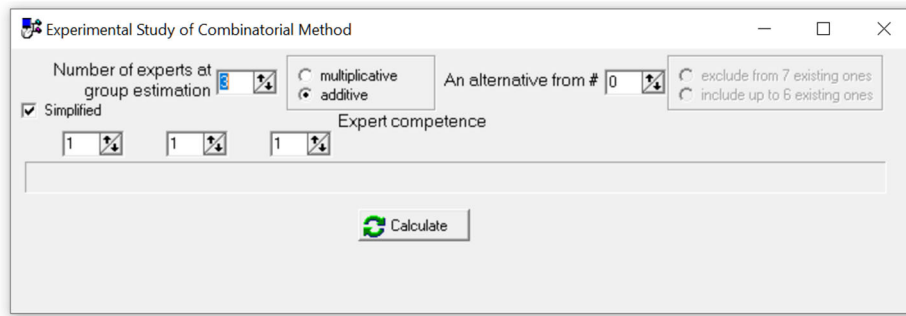 Experimental Study of Combinatorial Method
Number of experts at
group estimation
3
multiplicative
additive
An alternative from #
0
exclude from 7 existing ones
include up to 6 existing ones
Simplified
Expert competence
1
1
1
Calculate